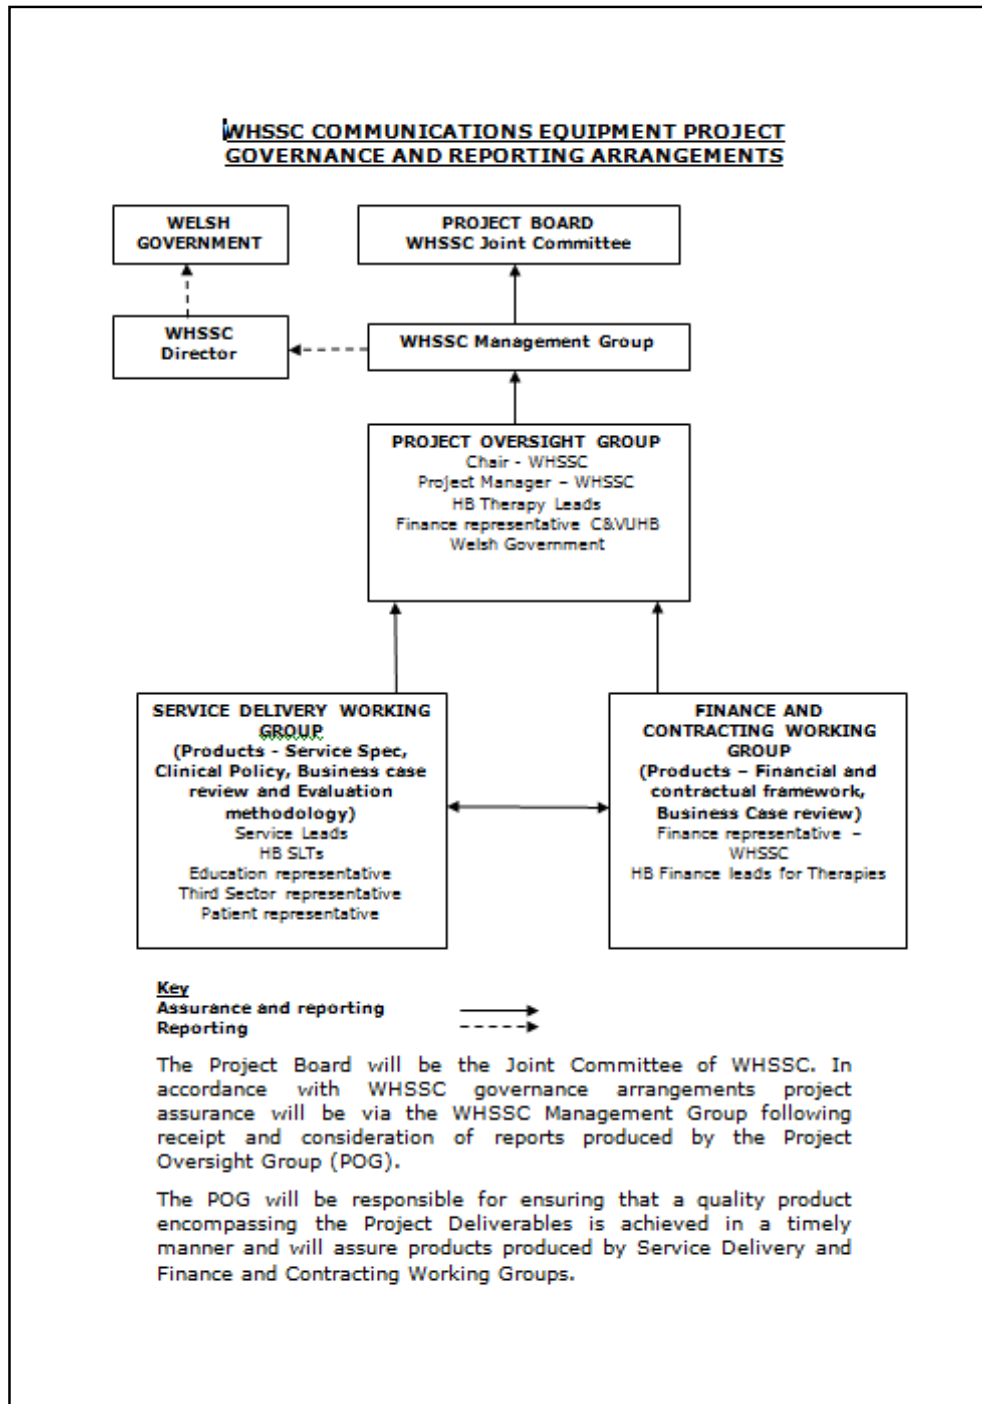 WHSSC COMMUNICATIONS EQUIPMENT PROJECT
GOVERNANCE AND REPORTING ARRANGEMENTS
WELSH
GOVERNMENT
PROJECT BOARD
WHSSC Joint Committee
WHSSC
Director
WHSSC Management Group
PROJECT OVERSIGHT GROUP
Chair - WHSSC
Project Manager – WHSSC
HB Therapy Leads
Finance representative C&VUHB
Welsh Government
SERVICE DELIVERY WORKING
GROUP
(Products - Service Spec,
Clinical Policy, Business case
review and Evaluation
methodology)
Service Leads
HB SLTs
Education representative
Third Sector representative
Patient representative
FINANCE AND
CONTRACTING WORKING
GROUP
(Products – Financial and
contractual framework,
Business Case review)
Finance representative –
WHSSC
HB Finance leads for Therapies
Key
Assurance and reporting
Reporting
The Project Board will be the Joint Committee of WHSSC. In
accordance with WHSSC governance arrangements project
assurance will be via the WHSSC Management Group following
receipt and consideration of reports produced by the Project
Oversight Group (POG).
The POG will be responsible for ensuring that a quality product
encompassing the Project Deliverables is achieved in a timely
manner and will assure products produced by Service Delivery and
Finance and Contracting Working Groups.